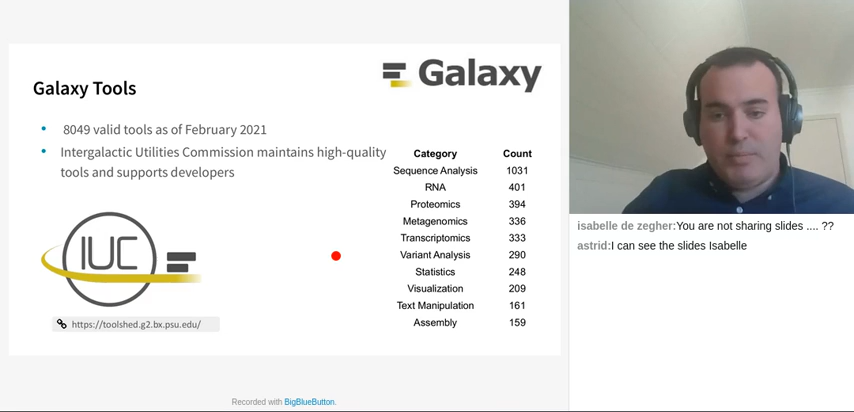 Galaxy
Galaxy Tools
8049 valid tools as of February 2021
Intergalactic Utilities Commission maintains high-quality
tools and supports developers
IUC
https://toolshed.g2.bx.psu.edu/
Category Count
Sequence Analysis 1031
RNA 401
Proteomics 394
Metagenomics 336
Transcriptomics 333
Variant Analysis 290
Statistics 248
Visualization 209
Text Manipulation 161
Assembly 159
isabelle de zegher:You are not sharing slides .... ??
astrid:I can see the slides Isabelle
Recorded with BigBlueButton.